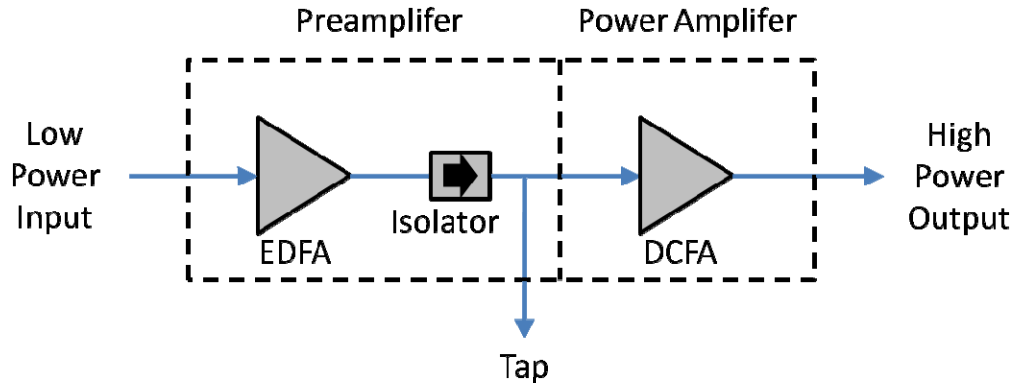 Preamplifer
Power Amplifer
Low
Power
Input
EDFA
Isolator
DCFA
High
Power
Output
Tap